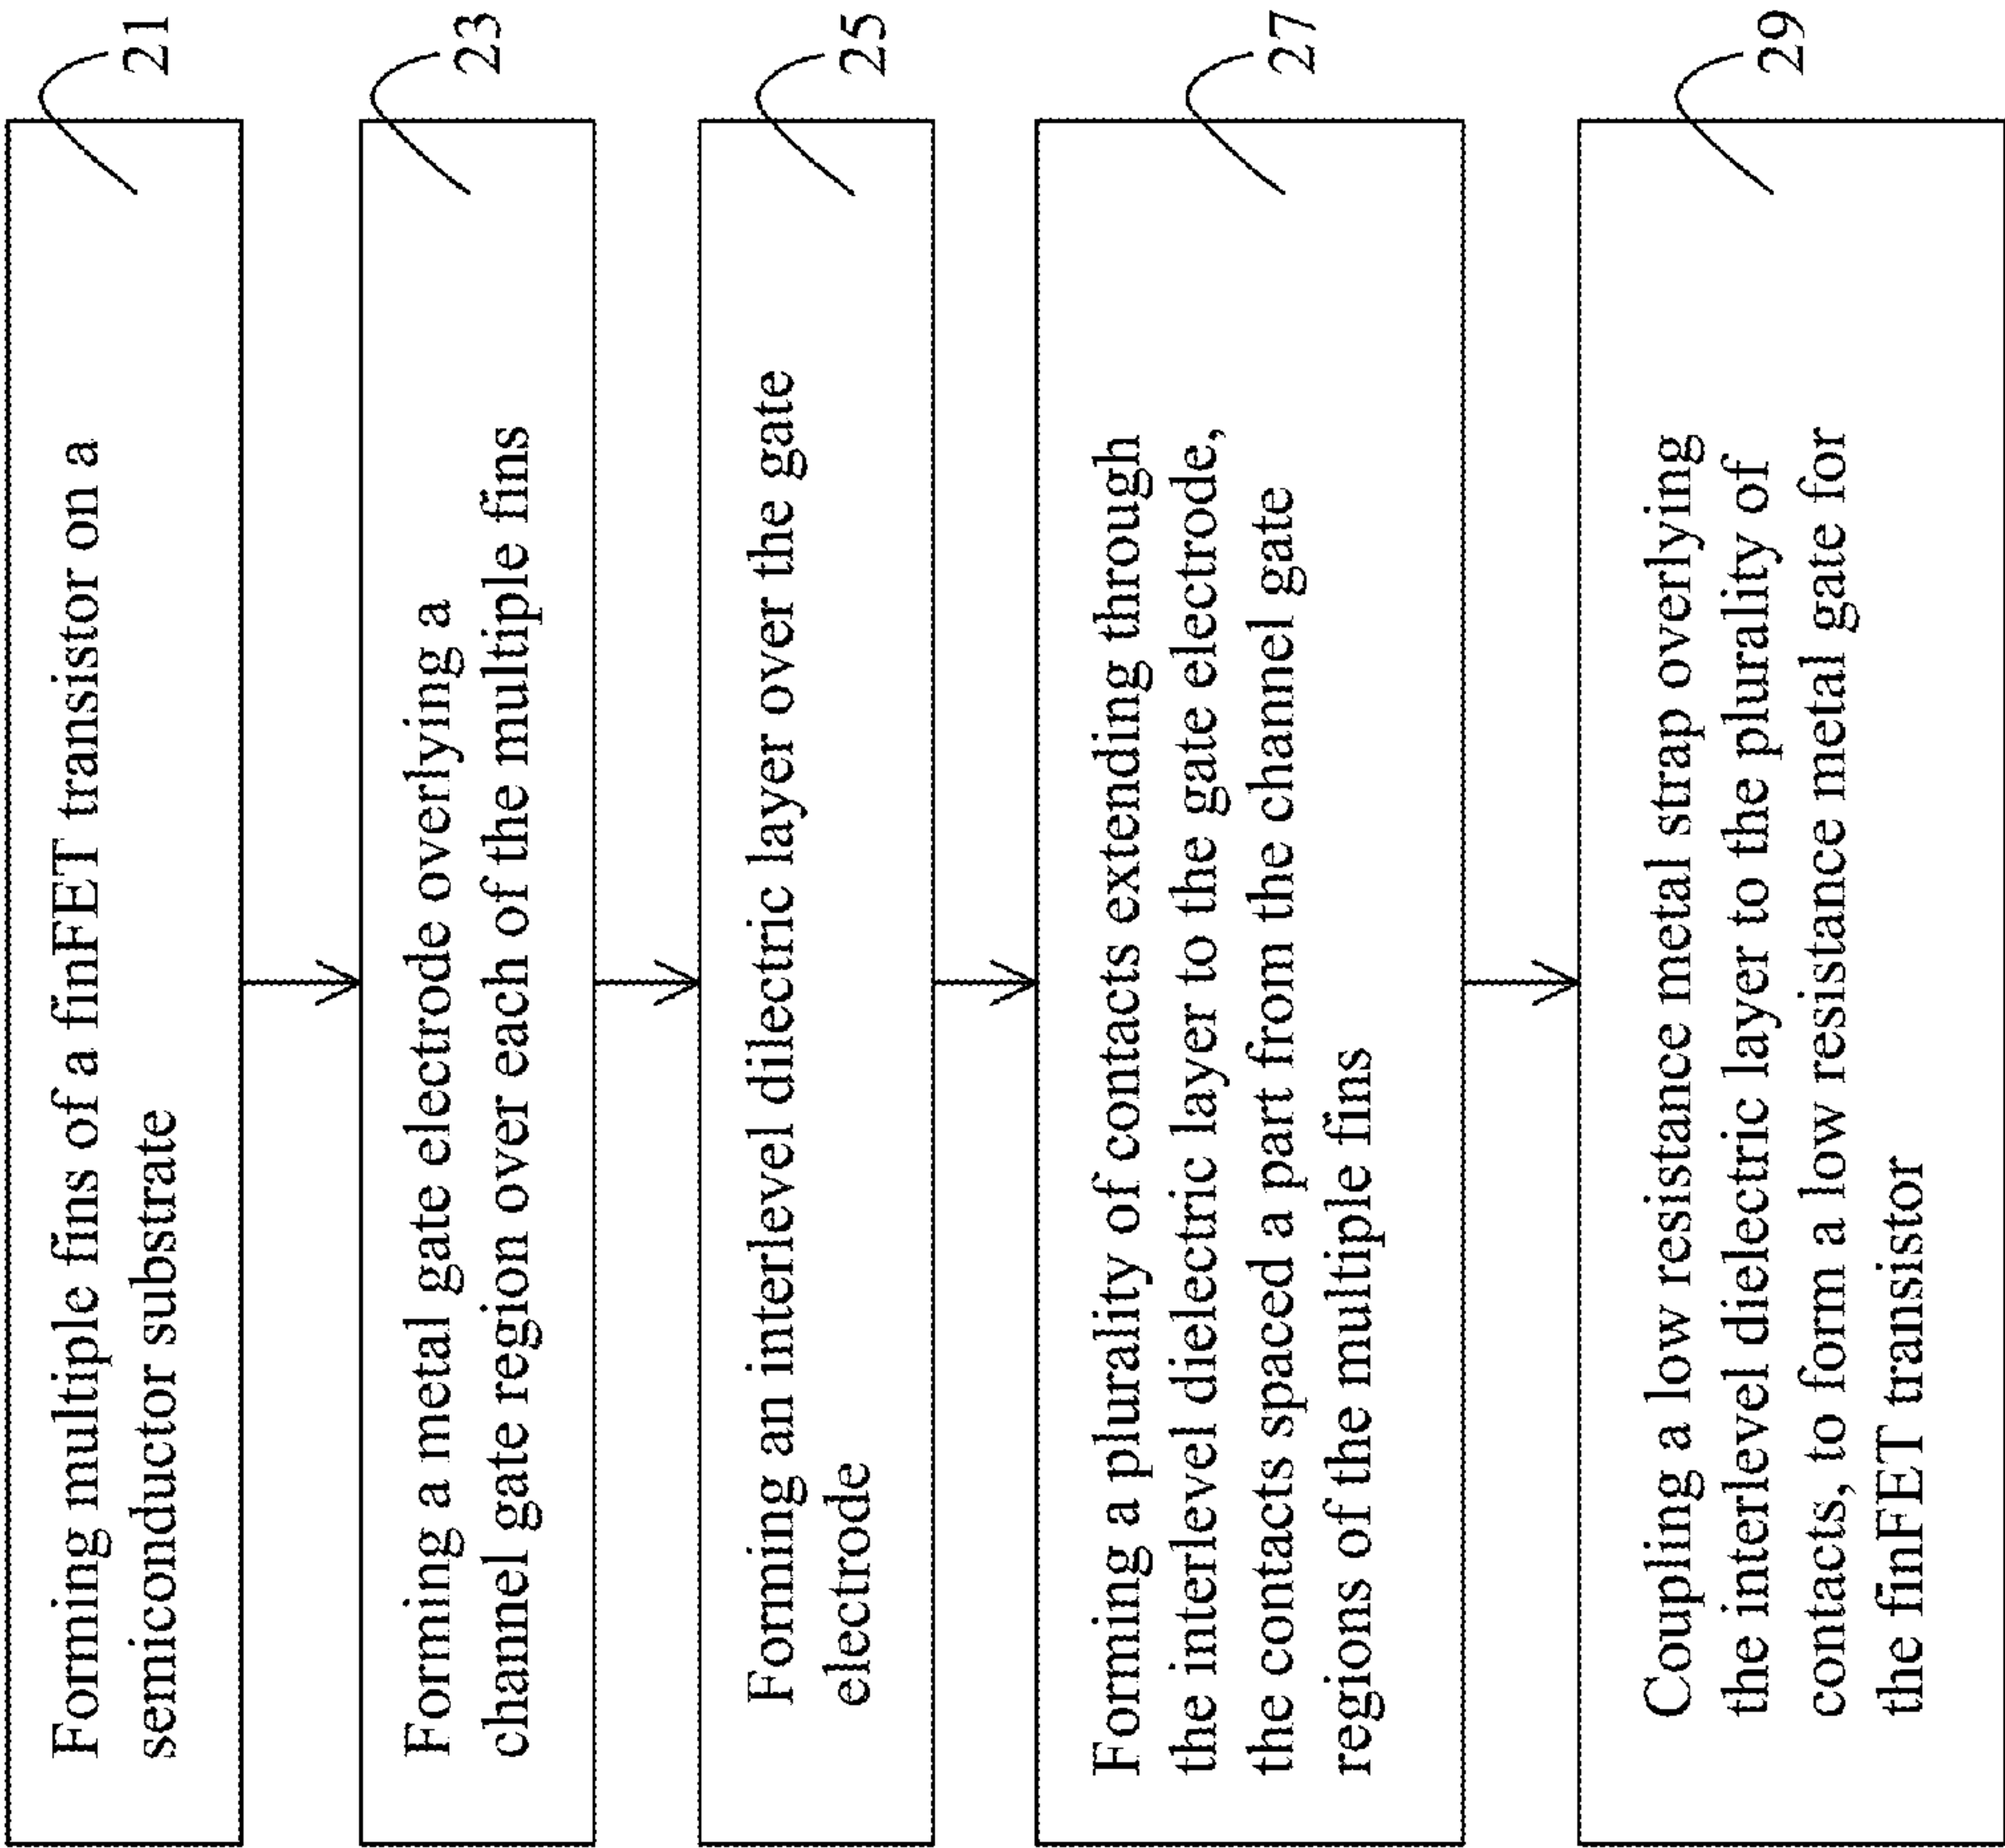 Forming multiple fins of a finFET transistor on a
semiconductor substrate
21
Forming a metal gate electrode overlying a
channel gate region over each of the multiple fins
23
Forming an interlevel dilectric layer over the gate
electrode
25
Forming a plurality of contacts extending through
the interlevel dielectric layer to the gate electrode,
the contacts spaced a part from the channel gate
regions of the multiple fins
27
Coupling a low resistance metal strap overlying
the interlevel dielectric layer to the plurality of
contacts, to form a low resistance metal gate for
the finFET transistor
29